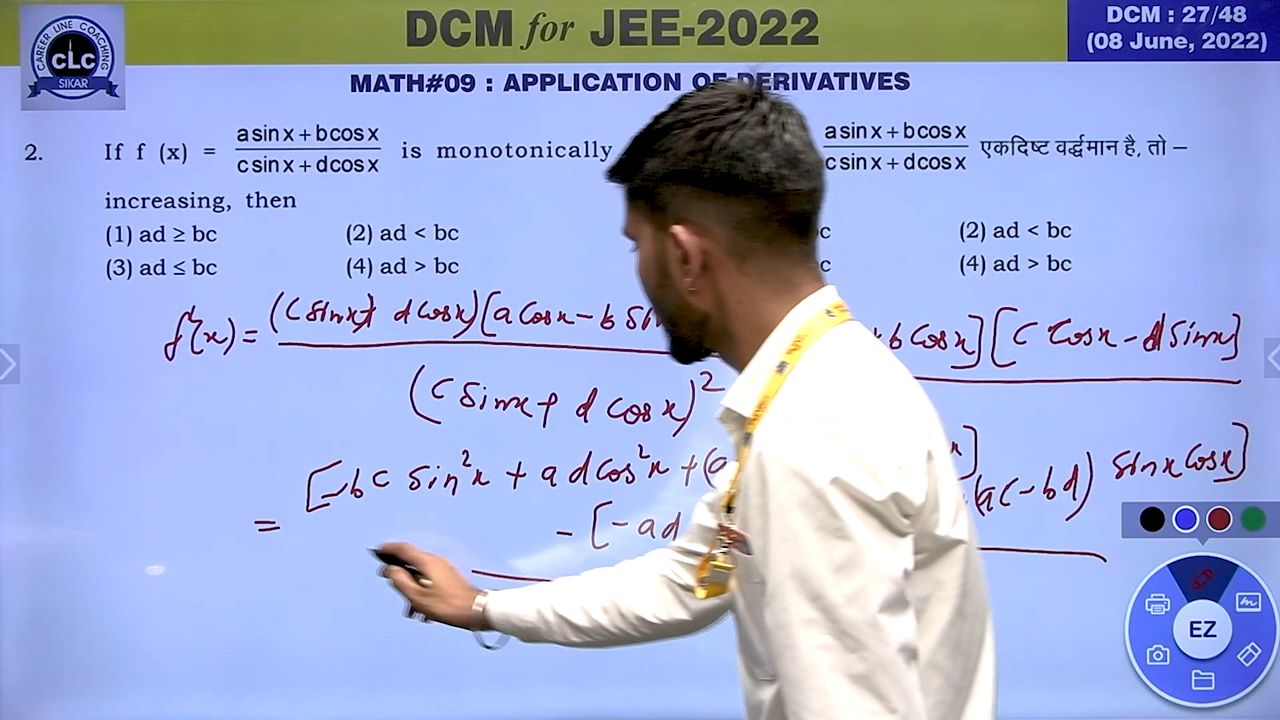 CAREER LINE COACHING
CLC
SIKAR
DCM for JEE-2022
DCM : 27/48
(08 June, 2022)
MATH#09 : APPLICATION OF DERIVATIVES
2. If f (x) = (a sin x + b cos x)/(c sin x + d cos x) is monotonically
increasing, then
(1) ad ≥ bc (2) ad < bc
(3) ad ≤ bc (4) ad > bc
(a sin x + b cos x)/(c sin x + d cos x) एकदिष्ट वर्द्धमान है, तो –
c (2) ad < bc
c (4) ad > bc
f'(x) = (c sinx + d cosx)[a cosx - b sin
b cosx][c cosx - d sinx]
(c sinx + d cosx)²
= [-bc sin²x + ad cos²x + (a
x]
- [-ad
(ac-bd) sinx cosx]
EZ